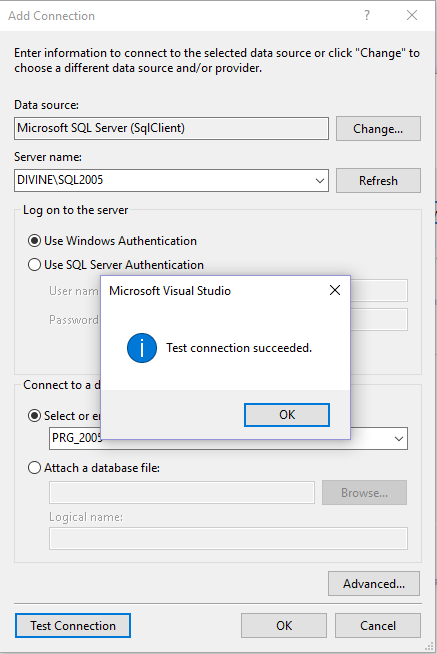 Add Connection
?
Enter information to connect to the selected data source or click "Change" to
choose a different data source and/or provider.
Data source:
Microsoft SQL Server (SqlClient)
Change...
Server name:
DIVINE\SQL2005
Refresh
Log on to the server
Use Windows Authentication
Use SQL Server Authentication
Microsoft Visual Studio
Test connection succeeded.
OK
Password
Connect to a d
Select or en
PRG_2005
Attach a database file:
Browse...
Logical name:
Advanced...
Test Connection
OK
Cancel